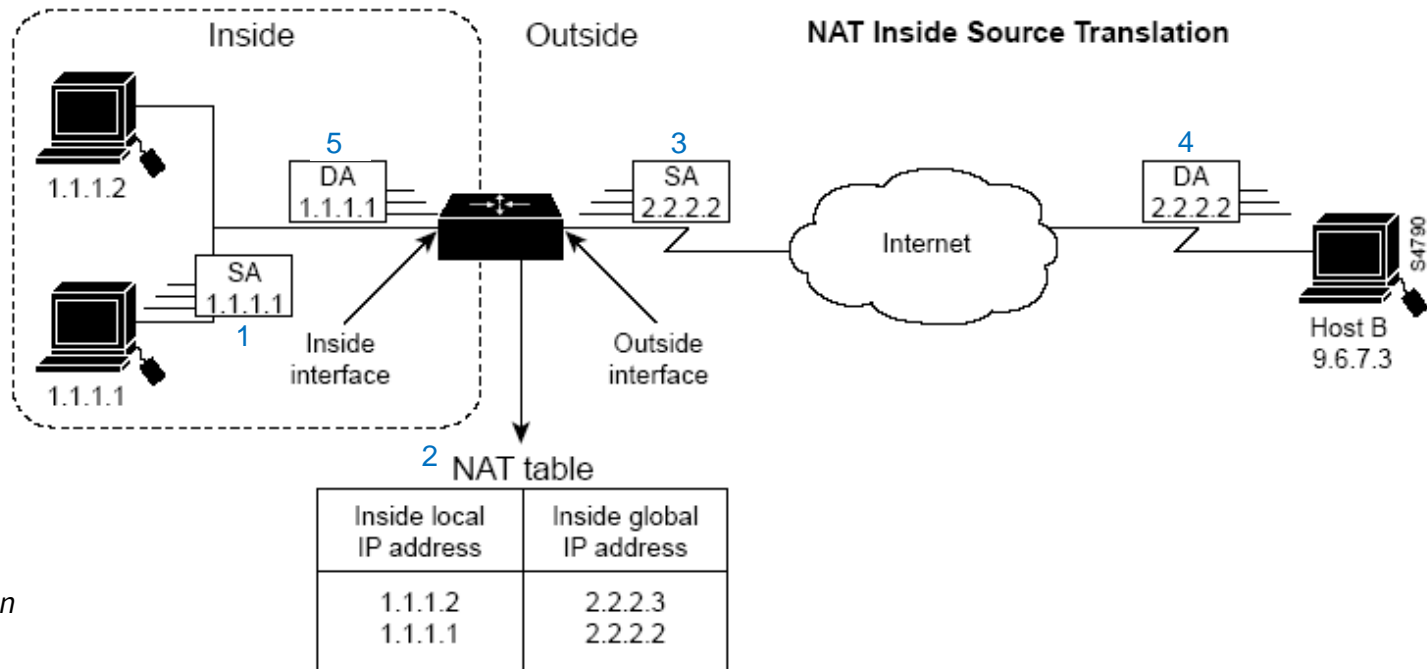 Inside
Outside
NAT Inside Source Translation
5
3
4
DA
1.1.1.1
SA
2.2.2.2
DA
2.2.2.2
1.1.1.2
SA
1.1.1.1
1
1.1.1.1
Internet
S4790
Host B
9.6.7.3
Inside
interface
Outside
interface
2
NAT table
Inside local
IP address
Inside global
IP address
1.1.1.2
2.2.2.3
1.1.1.1
2.2.2.2
n